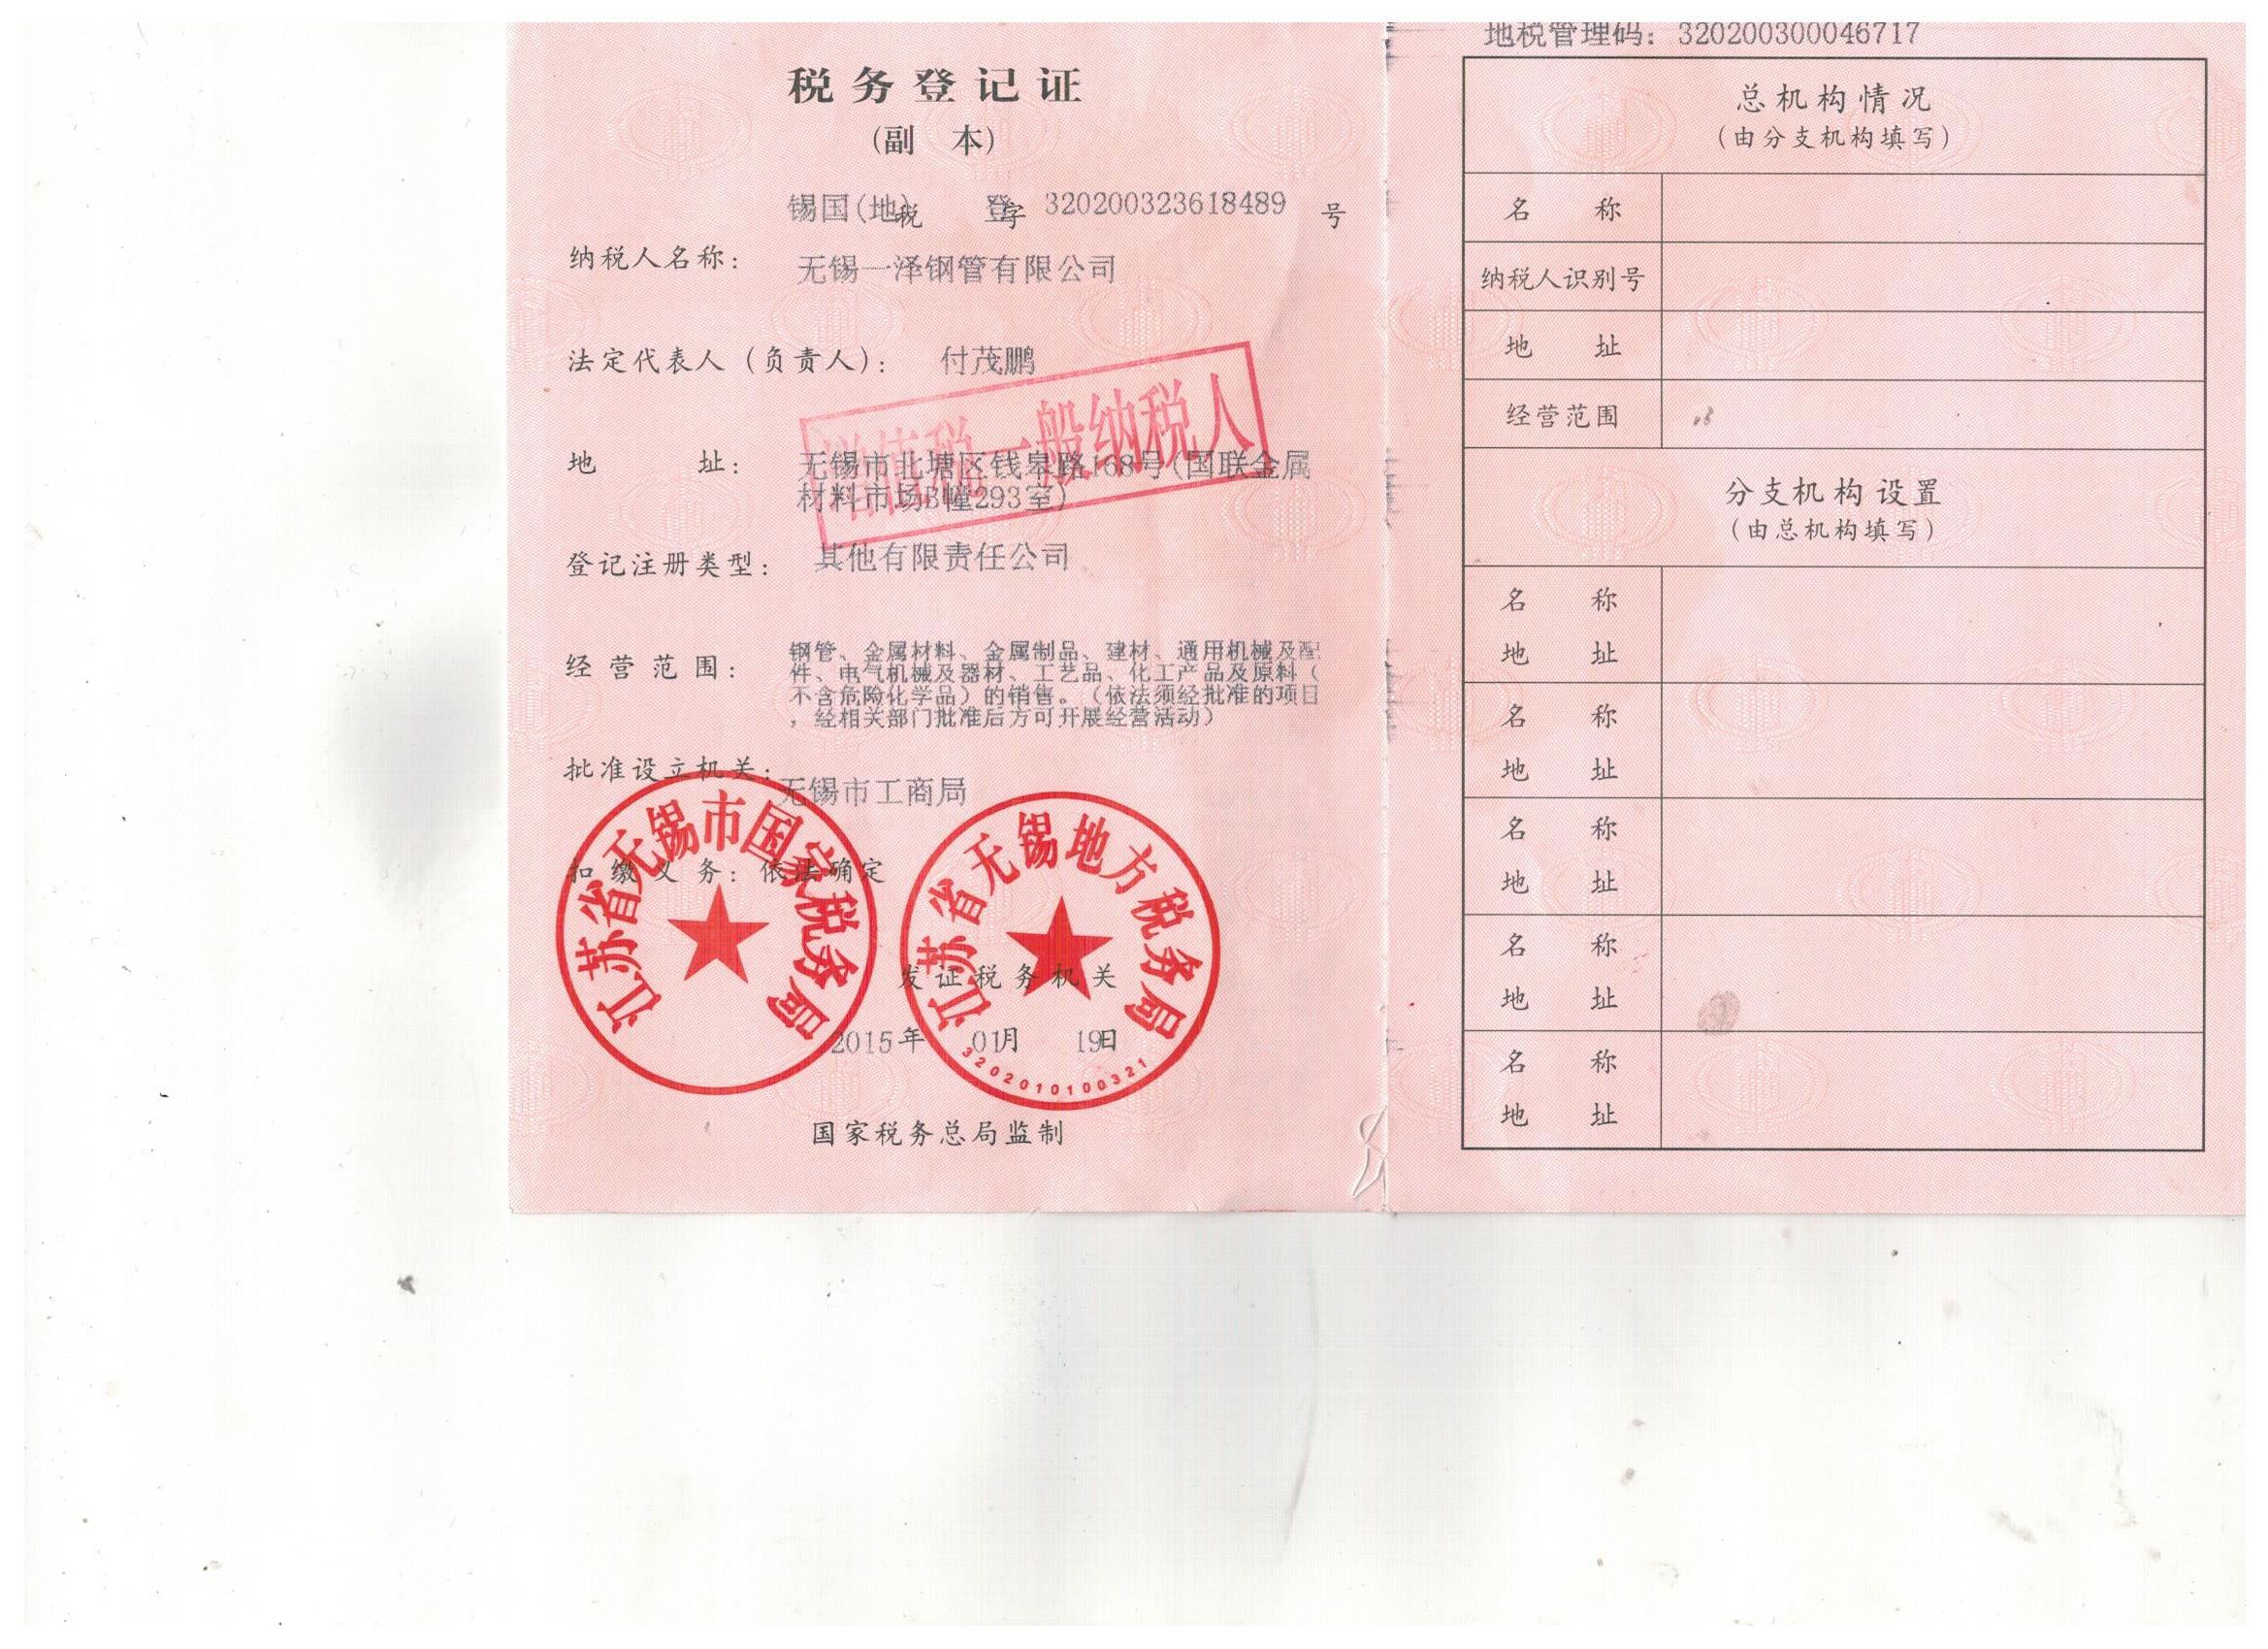 税务登记证
(副 本)
锡国(地)税 登字 320200323618489 号
纳税人名称: 无锡一泽钢管有限公司
法定代表人(负责人): 付茂鹏
增值税一般纳税人
地 址: 无锡市北塘区钱皋路168号(国联金属
材料市场B幢293室)
登记注册类型: 其他有限责任公司
经营范围: 钢管、金属材料、金属制品、建材、通用机械及配
件、电气机械及器材、工艺品、化工产品及原料(
不含危险化学品)的销售。(依法须经批准的项目
,经相关部门批准后方可开展经营活动)
批准设立机关: 无锡市工商局
扣缴义务: 依法确定
江苏省无锡市国家税务局
江苏省无锡地方税务局
3202010100321
发证税务机关
2015年 01月 19日
国家税务总局监制
地税管理码: 320200300046717
总机构情况
(由分支机构填写)
名 称
纳税人识别号
地 址
经营范围
分支机构设置
(由总机构填写)
名 称
地 址
名 称
地 址
名 称
地 址
名 称
地 址
名 称
地 址